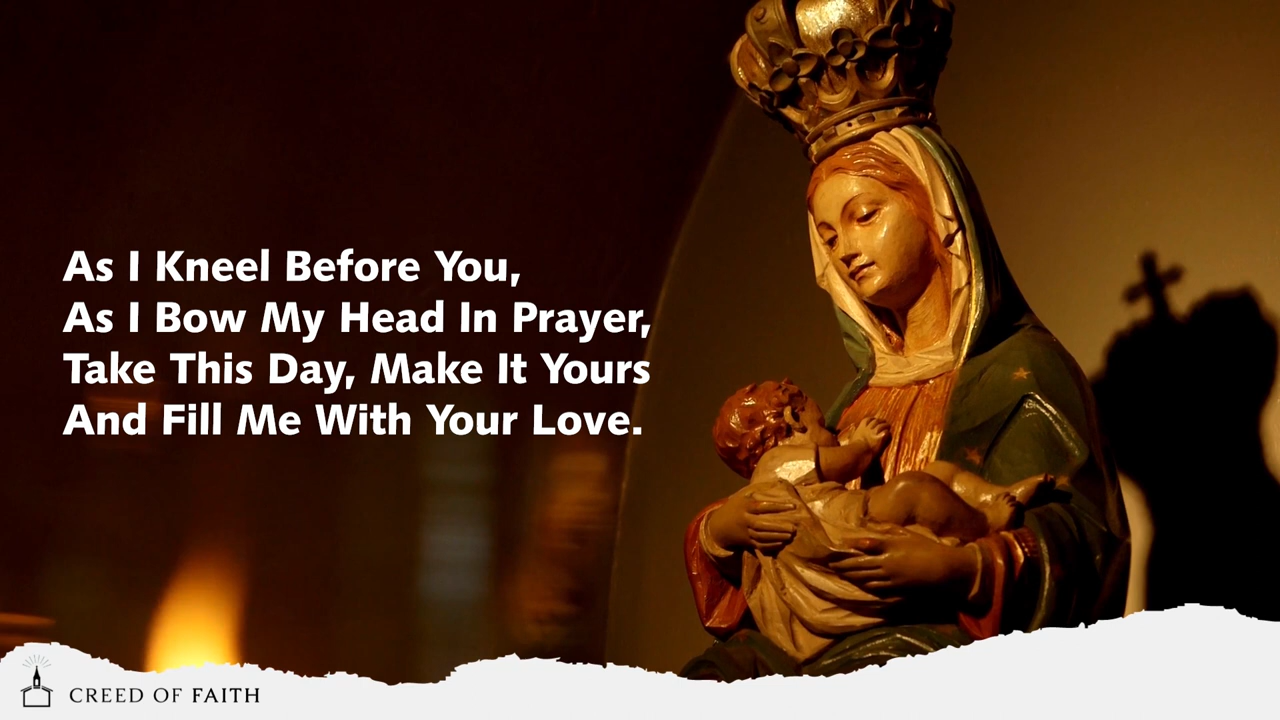 As I Kneel Before You,
As I Bow My Head In Prayer,
Take This Day, Make It Yours
And Fill Me With Your Love.
CREED OF FAITH